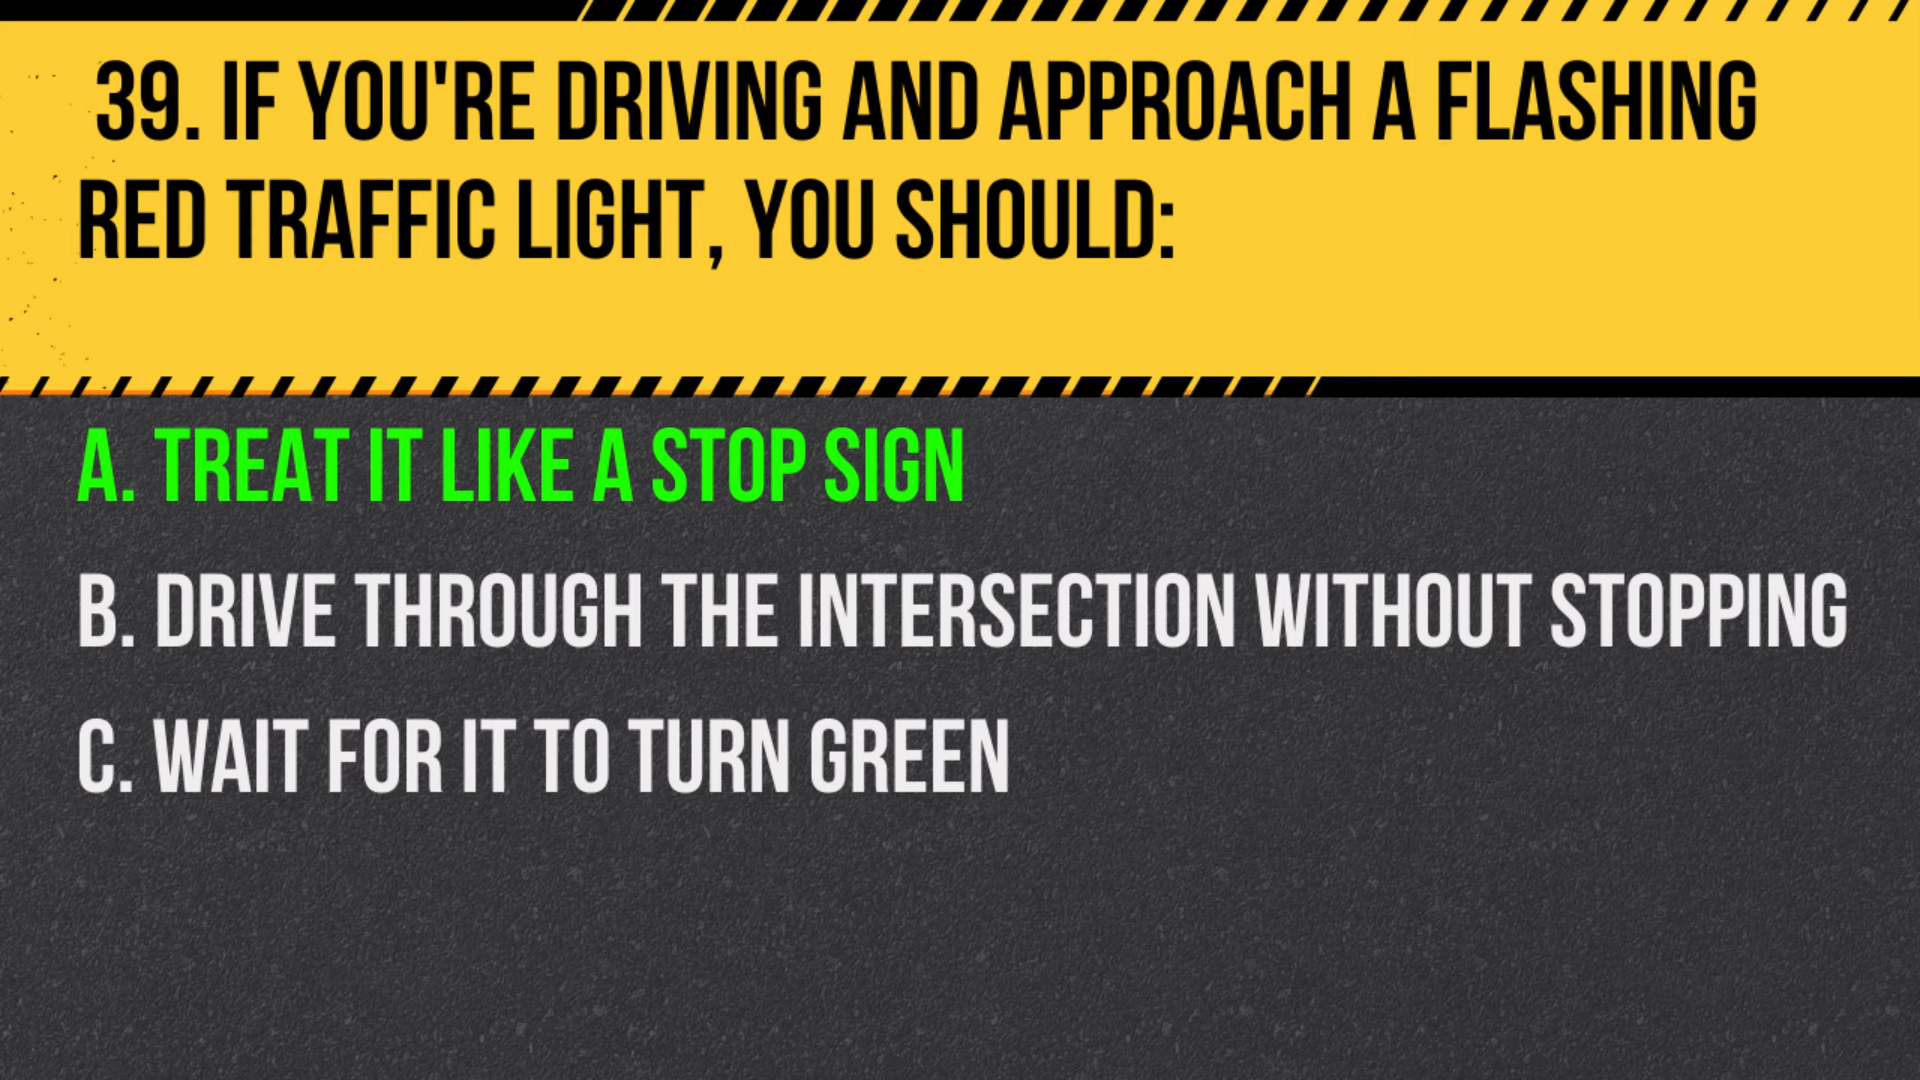 39. IF YOU'RE DRIVING AND APPROACH A FLASHING
RED TRAFFIC LIGHT, YOU SHOULD:
A. TREAT IT LIKE A STOP SIGN
B. DRIVE THROUGH THE INTERSECTION WITHOUT STOPPING
C. WAIT FOR IT TO TURN GREEN